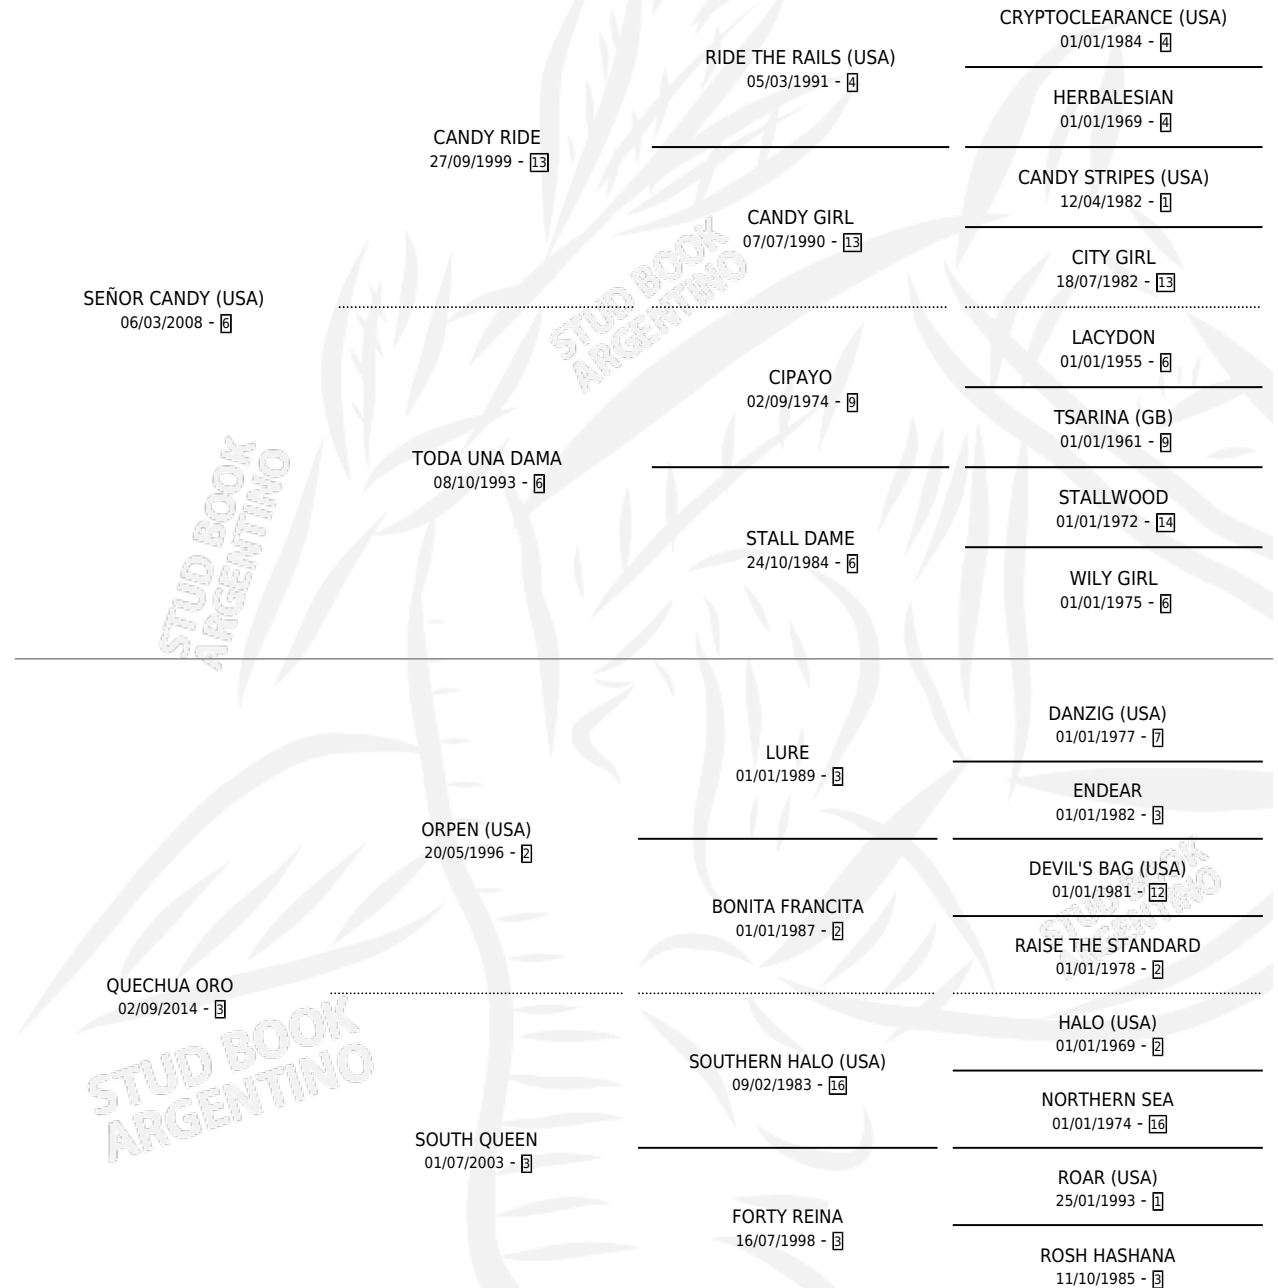 CRYPTOCLEARANCE (USA)
01/01/1984 - 4
RIDE THE RAILS (USA)
05/03/1991 - 4
HERBALESIAN
01/01/1969 - 4
CANDY RIDE
27/09/1999 - 13
CANDY STRIPES (USA)
12/04/1982 - 1
CANDY GIRL
07/07/1990 - 13
CITY GIRL
18/07/1982 - 13
SEÑOR CANDY (USA)
06/03/2008 - 6
LACYDON
01/01/1955 - 6
CIPAYO
02/09/1974 - 9
TSARINA (GB)
01/01/1961 - 9
TODA UNA DAMA
08/10/1993 - 6
STALLWOOD
01/01/1972 - 14
STALL DAME
24/10/1984 - 6
WILY GIRL
01/01/1975 - 6
STUD BOOK
ARGENTINO
STUD BOOK
ARGENTINO
DANZIG (USA)
01/01/1977 - 7
LURE
01/01/1989 - 3
ENDEAR
01/01/1982 - 3
ORPEN (USA)
20/05/1996 - 2
DEVIL'S BAG (USA)
01/01/1981 - 12
BONITA FRANCITA
01/01/1987 - 2
RAISE THE STANDARD
01/01/1978 - 2
STUD BOOK
ARGENTINO
QUECHUA ORO
02/09/2014 - 3
HALO (USA)
01/01/1969 - 2
SOUTHERN HALO (USA)
09/02/1983 - 16
NORTHERN SEA
01/01/1974 - 16
STUD BOOK
ARGENTINO
SOUTH QUEEN
01/07/2003 - 3
ROAR (USA)
25/01/1993 - 1
FORTY REINA
16/07/1998 - 3
ROSH HASHANA
11/10/1985 - 3